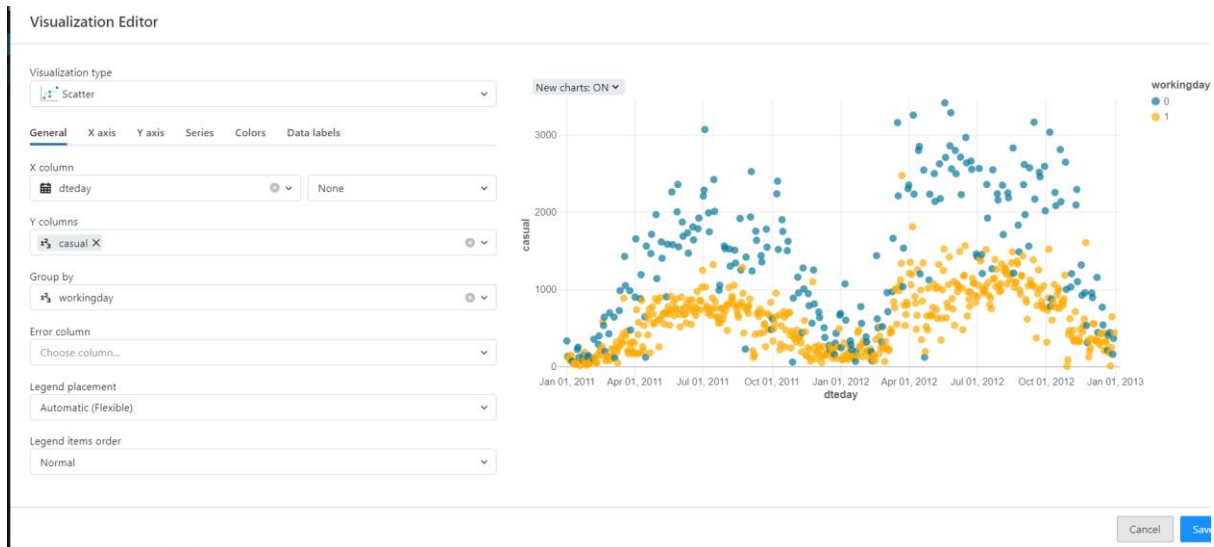 Visualization Editor
Visualization type
Scatter
General X axis Y axis Series Colors Data labels
X column
dteday None
Y columns
1²3 casual
Group by
1²3 workingday
Error column
Choose column...
Legend placement
Automatic (Flexible)
Legend items order
Normal
New charts: ON
workingday
0
1
casual
3000
2000
1000
0
Jan 01, 2011 Apr 01, 2011 Jul 01, 2011 Oct 01, 2011 Jan 01, 2012 Apr 01, 2012 Jul 01, 2012 Oct 01, 2012 Jan 01, 2013
dteday
Cancel Save